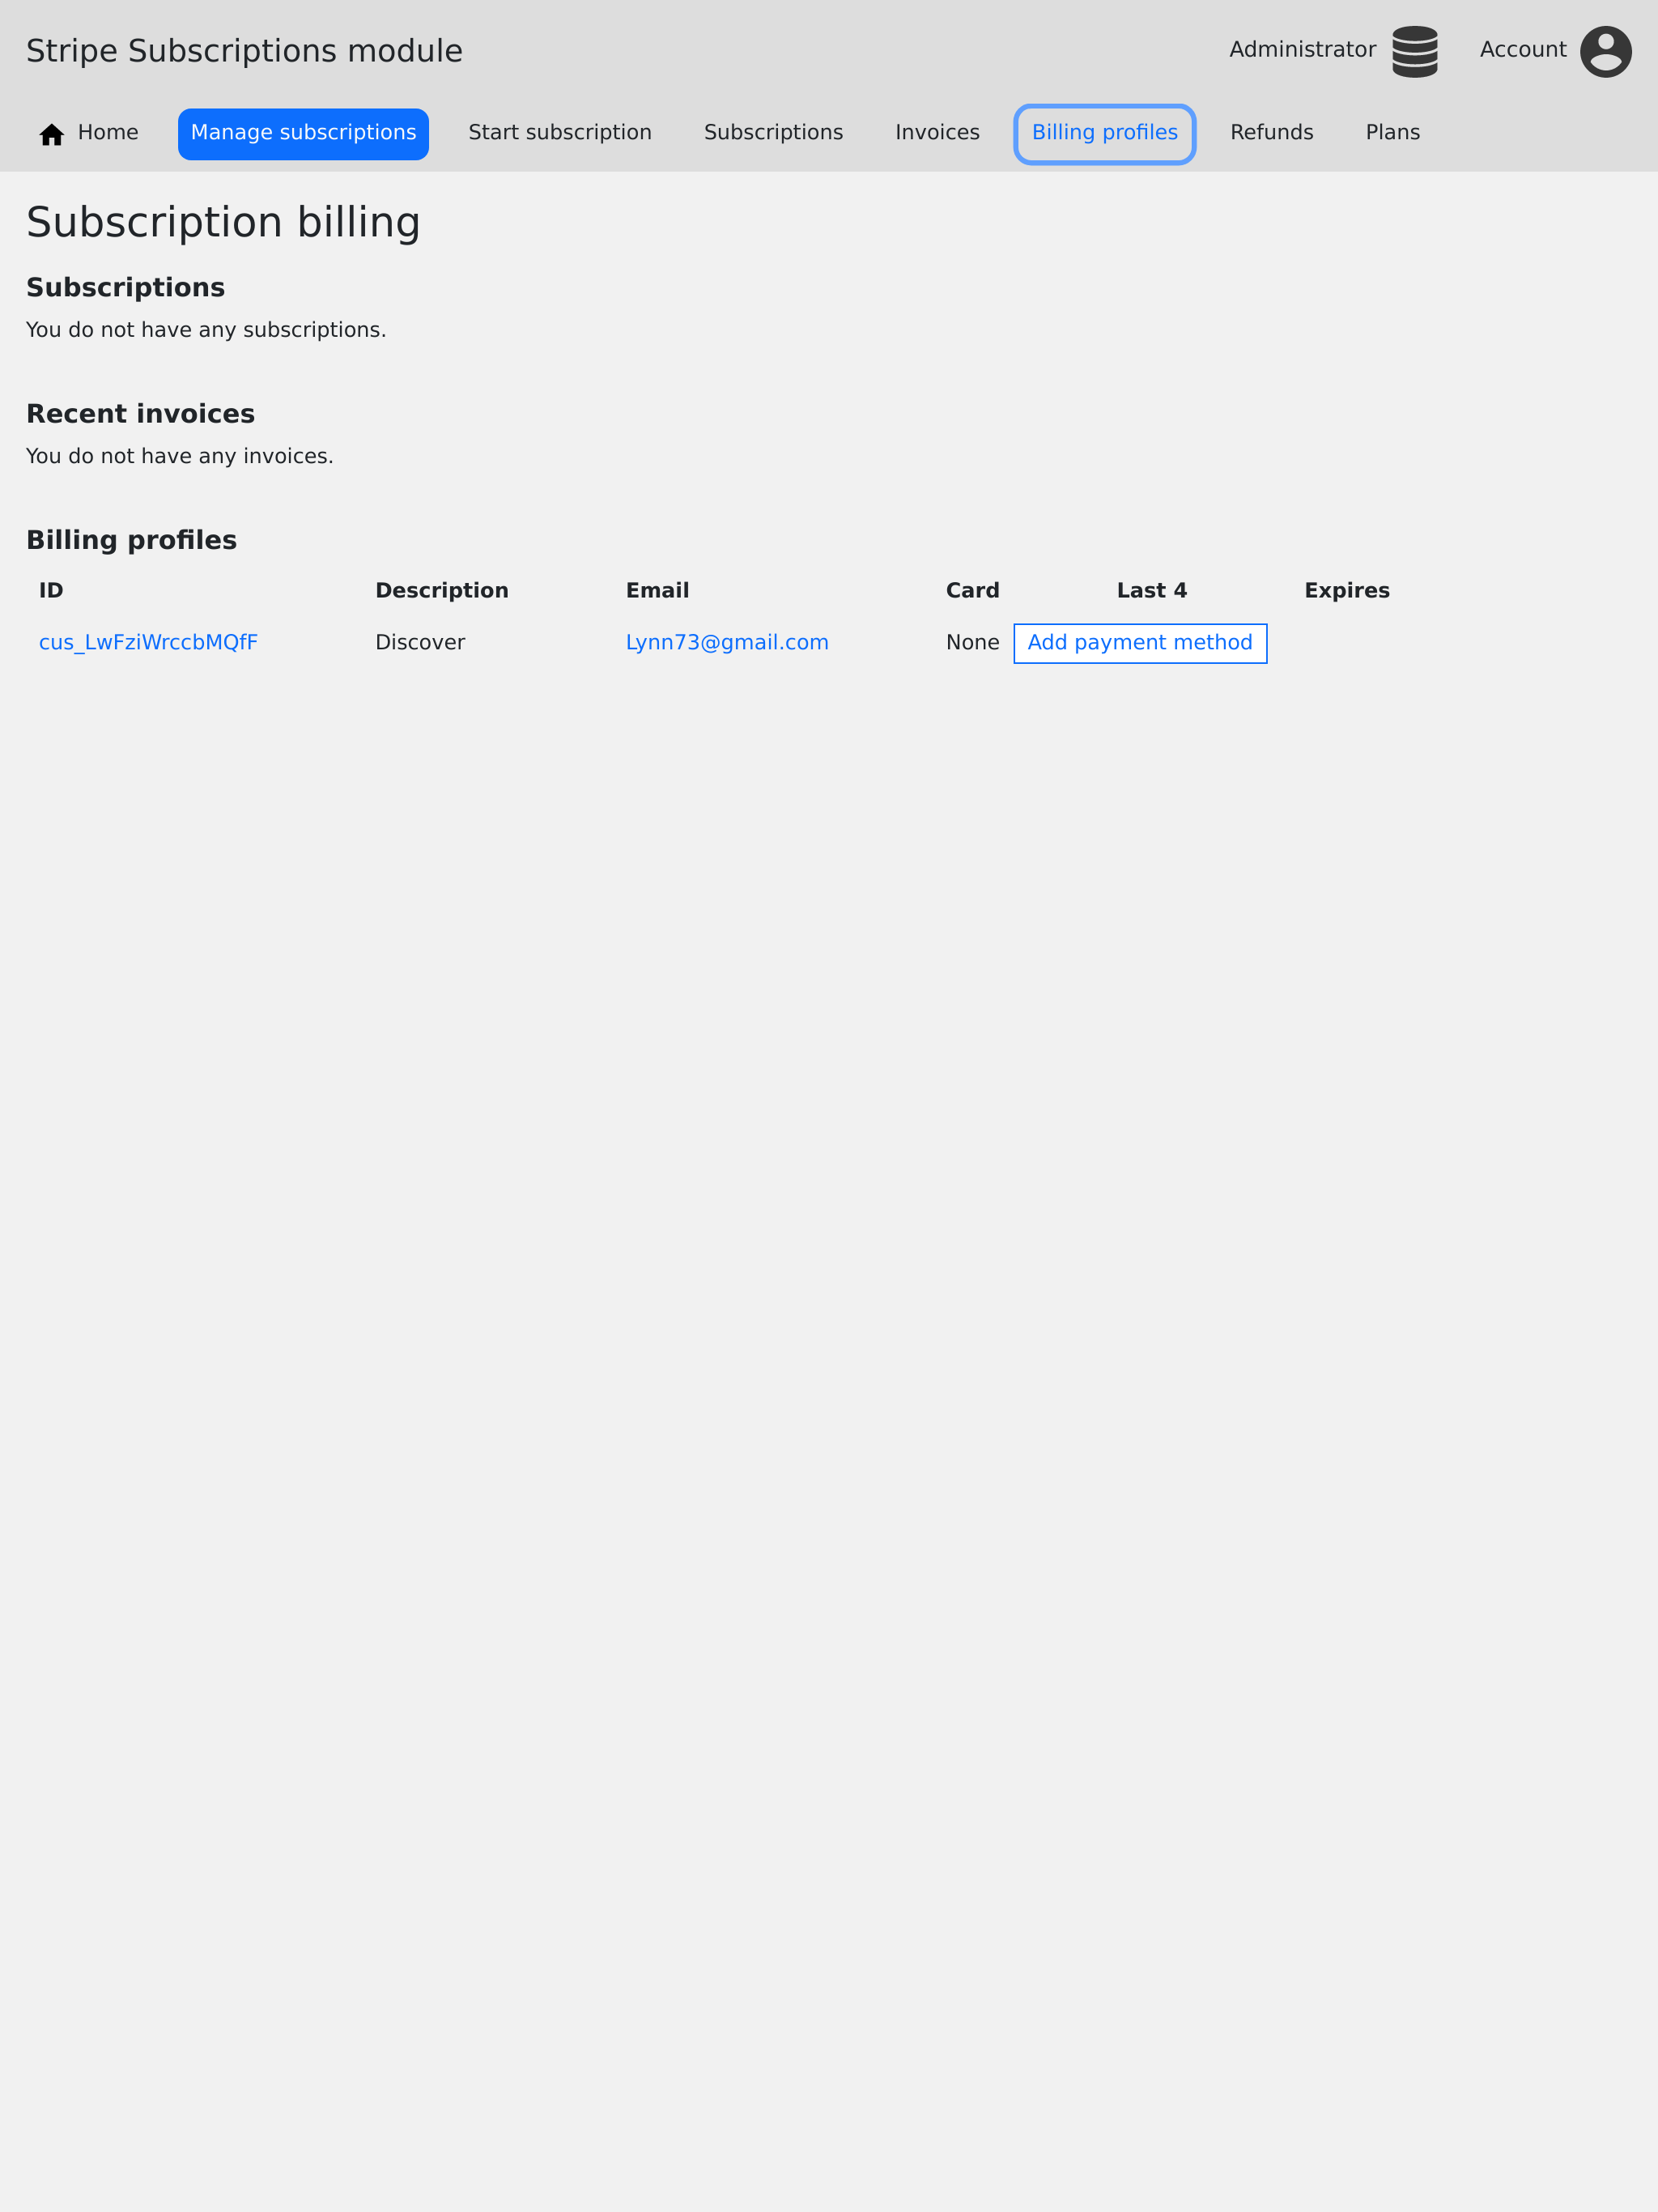 Stripe Subscriptions module
Administrator
Account
Home Manage subscriptions Start subscription Subscriptions Invoices Billing profiles Refunds Plans
Subscription billing
Subscriptions
You do not have any subscriptions.
Recent invoices
You do not have any invoices.
Billing profiles
ID Description Email Card Last 4 Expires
cus_LwFziWrccbMQfF Discover Lynn73@gmail.com None Add payment method